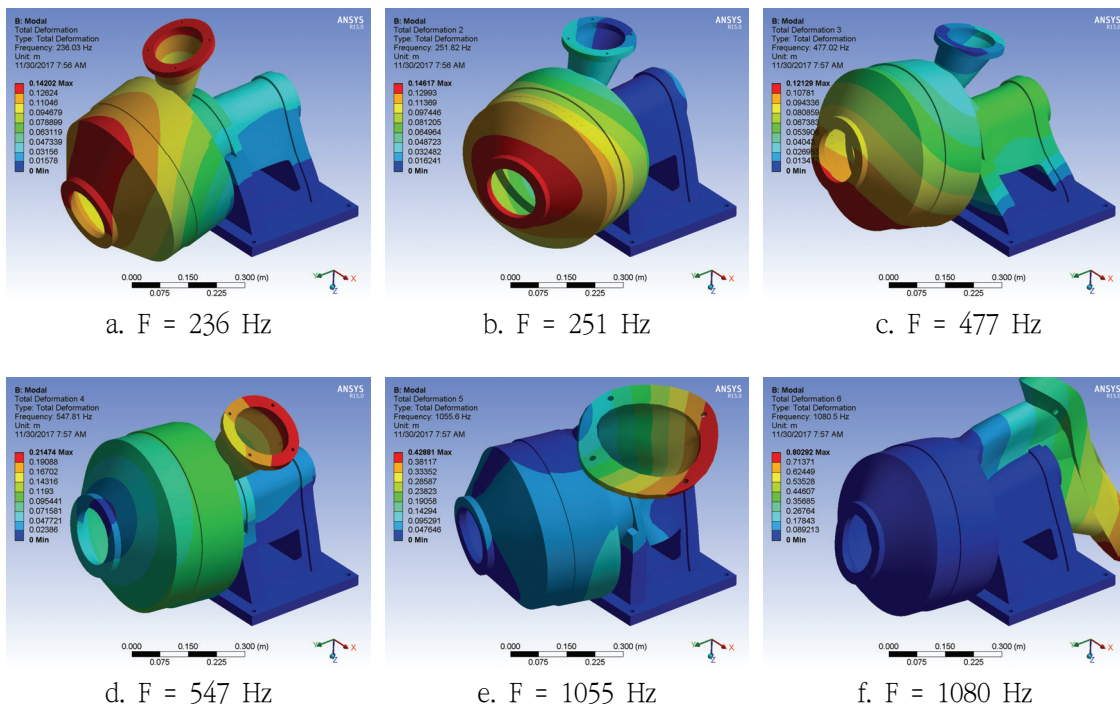 B: Modal
Total Deformation
Type: Total Deformation
Frequency: 236.03 Hz
Unit: m
11/30/2017 7:56 AM
0.14202 Max
0.12624
0.11046
0.094679
0.078899
0.063119
0.047339
0.03156
0.01578
0 Min
ANSYS
R15.0
0.000
0.150
0.300 (m)
0.075
0.225
Y
X
Z
a. F = 236 Hz
B: Modal
Total Deformation 2
Type: Total Deformation
Frequency: 251.82 Hz
Unit: m
11/30/2017 7:56 AM
0.14617 Max
0.12993
0.11369
0.097446
0.081205
0.064964
0.048723
0.032482
0.016241
0 Min
ANSYS
R15.0
0.000
0.150
0.300 (m)
0.075
0.225
Y
X
Z
b. F = 251 Hz
B: Modal
Total Deformation 3
Type: Total Deformation
Frequency: 477.02 Hz
Unit: m
11/30/2017 7:57 AM
0.12129 Max
0.10781
0.094336
0.080859
0.067383
0.053906
0.04043
0 Min
ANSYS
R15.0
0.000
0.150
0.300 (m)
0.075
0.225
Y
X
Z
c. F = 477 Hz
B: Modal
Total Deformation 4
Type: Total Deformation
Frequency: 547.81 Hz
Unit: m
11/30/2017 7:57 AM
0.21474 Max
0.19088
0.16702
0.14316
0.1193
0.095441
0.071581
0.047721
0.02386
0 Min
ANSYS
R15.0
0.000
0.150
0.300 (m)
0.075
0.225
Y
X
Z
d. F = 547 Hz
B: Modal
Total Deformation 5
Type: Total Deformation
Frequency: 1055.6 Hz
Unit: m
11/30/2017 7:57 AM
0.42881 Max
0.38117
0.33352
0.28587
0.23823
0.19058
0.14294
0.095291
0.047646
0 Min
ANSYS
R15.0
0.000
0.150
0.300 (m)
0.075
0.225
Y
X
Z
e. F = 1055 Hz
B: Modal
Total Deformation 6
Type: Total Deformation
Frequency: 1080.5 Hz
Unit: m
11/30/2017 7:57 AM
0.80292 Max
0.71371
0.62449
0.53528
0.44607
0.35685
0.26764
0.17843
0.089213
0 Min
ANSYS
R15.0
0.000
0.150
0.300 (m)
0.075
0.225
Y
X
Z
f. F = 1080 Hz